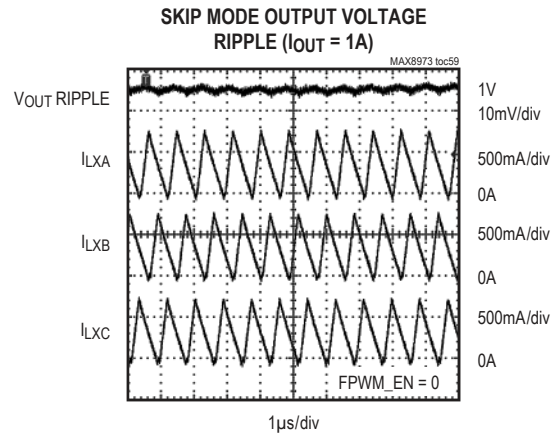 SKIP MODE OUTPUT VOLTAGE
RIPPLE (IOUT = 1A)
MAX8973 toc59
VOUT RIPPLE
1V
10mV/div
ILXA
500mA/div
0A
ILXB
500mA/div
0A
ILXC
500mA/div
0A
FPWM_EN = 0
1µs/div